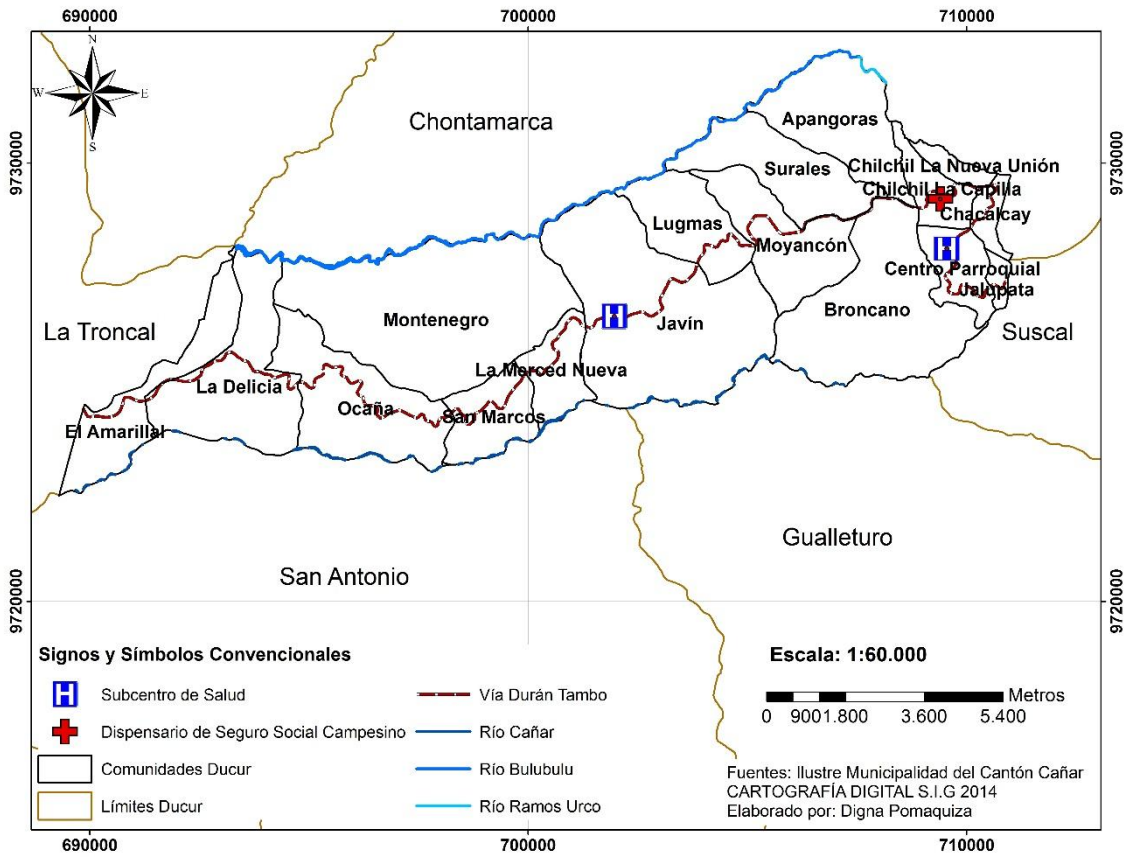 690000
700000
710000
N
W
E
S
Chontamarca
Apangoras
9730000
9730000
Surales
Chilchil La Nueva Unión
Chilchil La Capilla
Chacalcay
Lugmas
Moyancón
Centro Parroquial
Jalupata
Broncano
Montenegro
Javín
La Troncal
Suscal
La Merced Nueva
La Delicia
Ocaña
San Marcos
El Amarillal
Gualleturo
San Antonio
9720000
9720000
Signos y Símbolos Convencionales
H Subcentro de Salud
Dispensario de Seguro Social Campesino
Comunidades Ducur
Límites Ducur
Vía Durán Tambo
Río Cañar
Río Bulubulu
Río Ramos Urco
Escala: 1:60.000
Metros
0 900 1.800 3.600 5.400
Fuentes: Ilustre Municipalidad del Cantón Cañar
CARTOGRAFÍA DIGITAL S.I.G 2014
Elaborado por: Digna Pomaquiza
690000
700000
710000